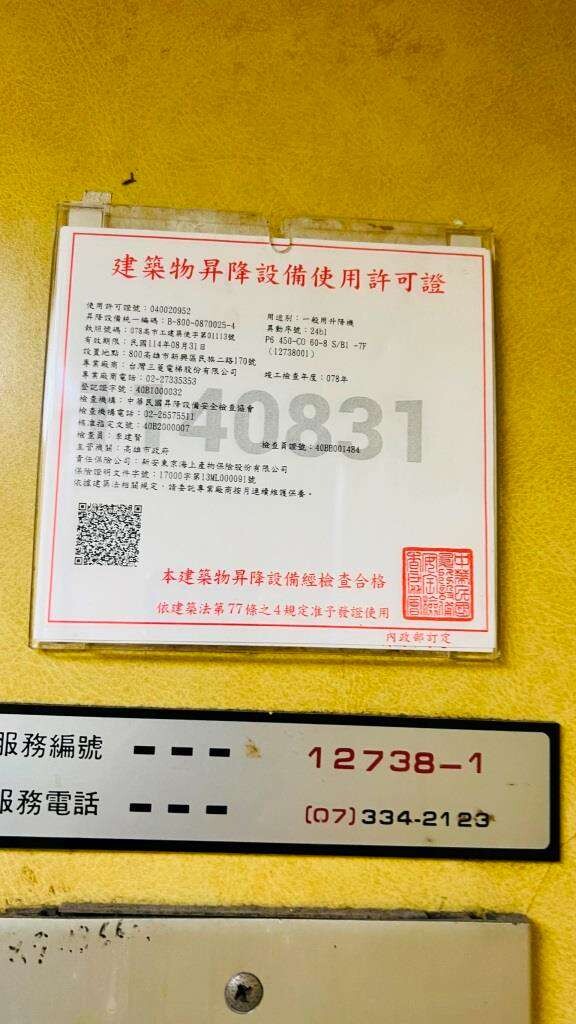 建築物昇降設備使用許可證
使用許可證號：040020952
昇降設備統一編碼：B-800-0870025-4
執照號碼：078高市工建築使字第01113號
有效期限：民國114年08月31日
設置地點：800高雄市新興區民族二路170號
專業廠商：台灣三菱電梯股份有限公司
專業廠商電話：02-27335353
登記證字號：40B1000032
檢查機構：中華民國昇降設備安全檢查協會
檢查機構電話：02-26575511
核准指定文號：40B2000007
檢查員：李建賢
主管機關：高雄市政府
責任保險公司：新安東京海上產物保險股份有限公司
保險證明文件字號：17000字第13ML000091號
依據建築法相關規定，請委託專業廠商按月連續維護保養。
用途別：一般用升降機
異動序號：24bl
P6 450-CO 60-8 S/B1 -7F
(12738001)
竣工檢查年度：078年
檢查員證號：40BB001484
140831
本建築物昇降設備經檢查合格
依建築法第77條之4規定准予發證使用
內政部訂定
服務編號 12738-1
服務電話 (07)334-2123